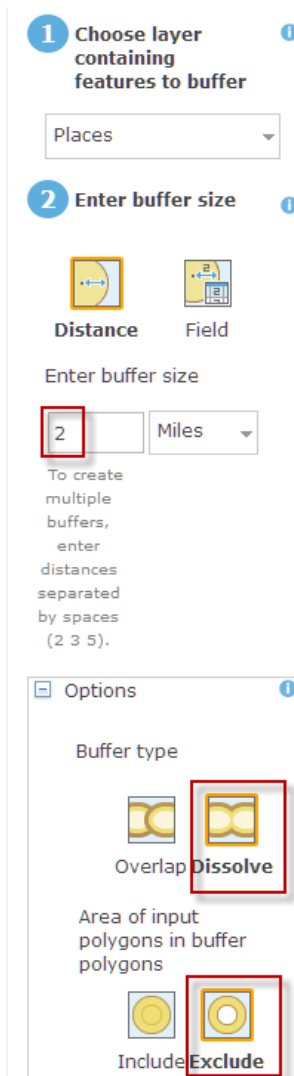 1 Choose layer
containing
features to buffer
Places
2 Enter buffer size
Distance Field
Enter buffer size
2 Miles
To create
multiple
buffers,
enter
distances
separated
by spaces
(2 3 5).
Options
Buffer type
Overlap Dissolve
Area of input
polygons in buffer
polygons
Include Exclude